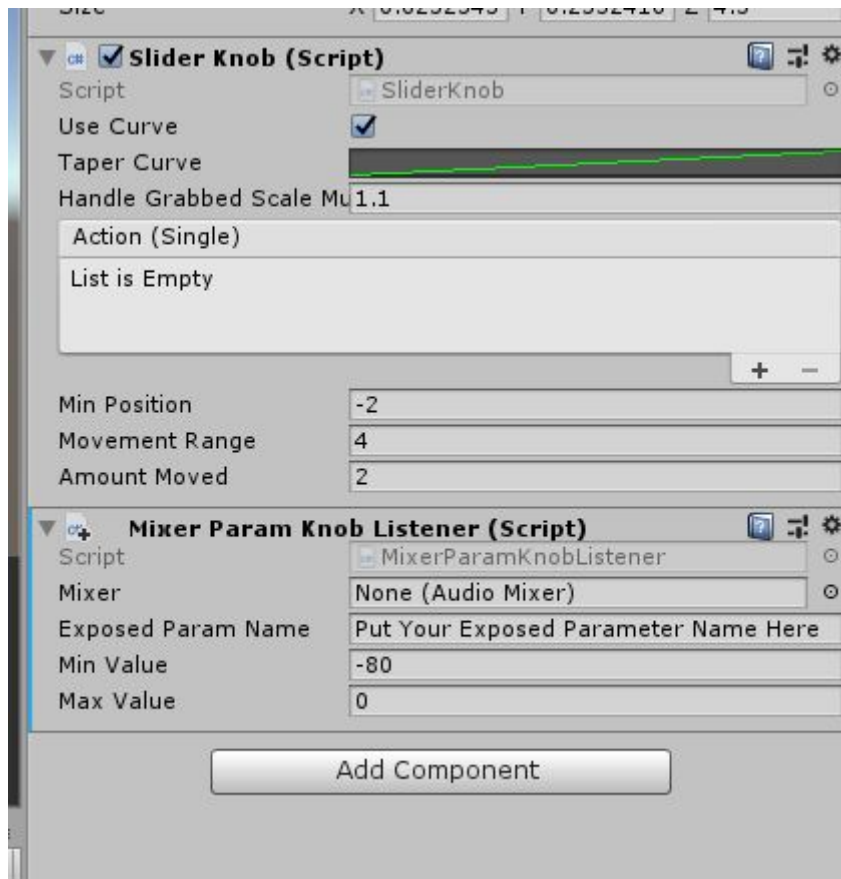 Slider Knob (Script)
Script SliderKnob
Use Curve
Taper Curve
Handle Grabbed Scale Mu 1.1
Action (Single)
List is Empty
+ −
Min Position -2
Movement Range 4
Amount Moved 2
Mixer Param Knob Listener (Script)
Script MixerParamKnobListener
Mixer None (Audio Mixer)
Exposed Param Name Put Your Exposed Parameter Name Here
Min Value -80
Max Value 0
Add Component